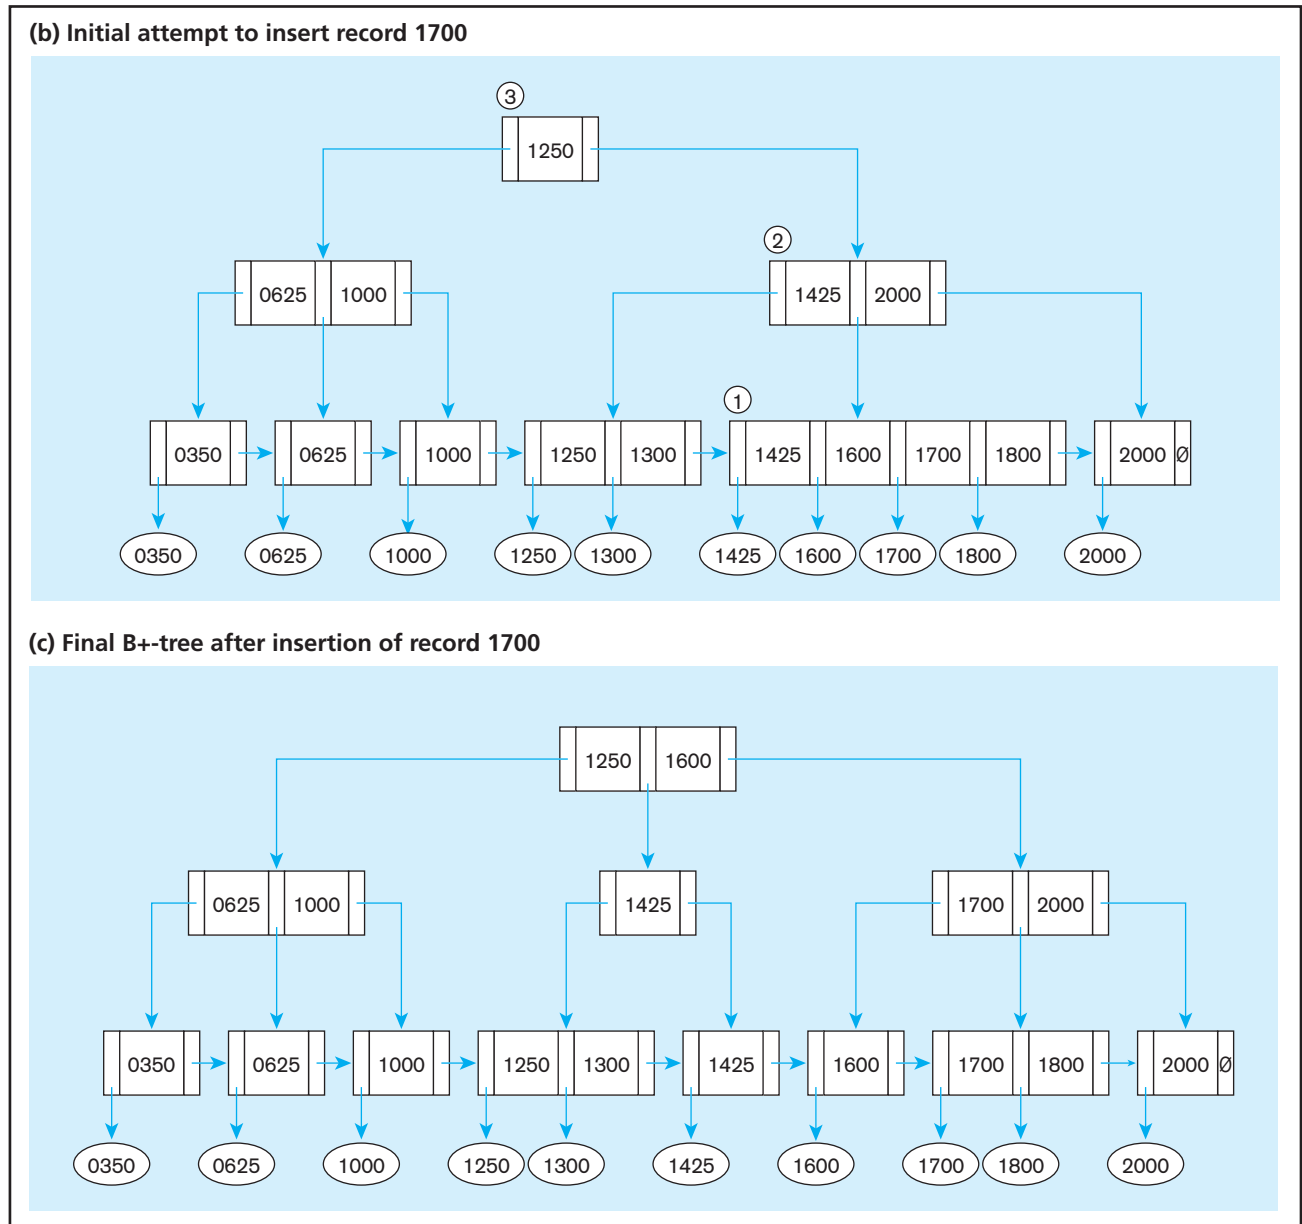 (b) Initial attempt to insert record 1700
3
1250
2
0625 1000 1425 2000
1
0350 0625 1000 1250 1300 1425 1600 1700 1800 2000 Ø
0350 0625 1000 1250 1300 1425 1600 1700 1800 2000
(c) Final B+-tree after insertion of record 1700
1250 1600
0625 1000 1425 1700 2000
0350 0625 1000 1250 1300 1425 1600 1700 1800 2000 Ø
0350 0625 1000 1250 1300 1425 1600 1700 1800 2000